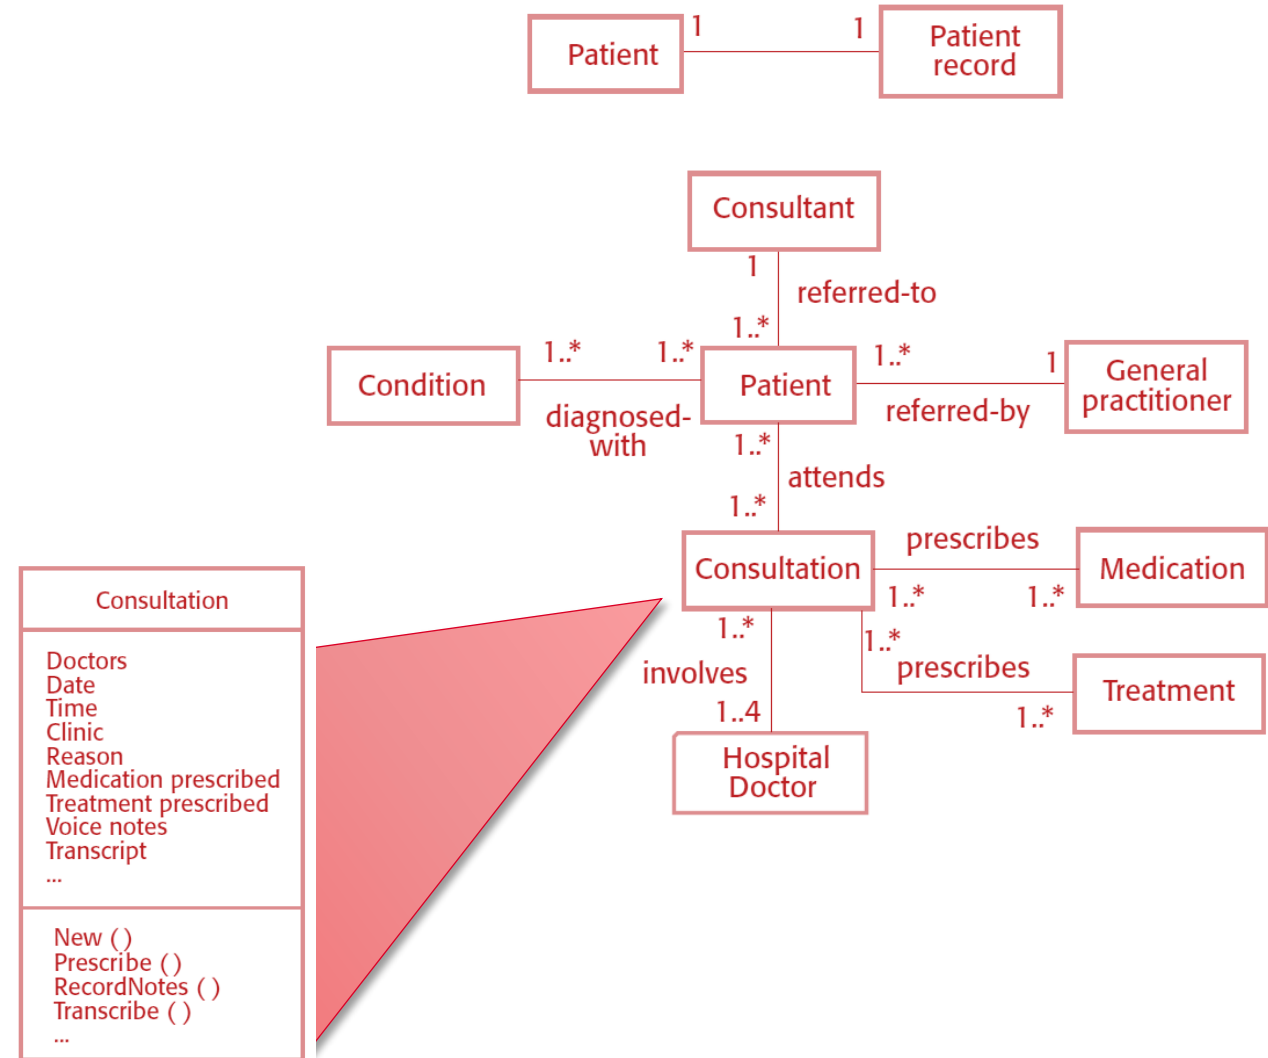 Patient
1
1
Patient
record
Consultant
1
referred-to
1..*
Condition
1..*
1..*
diagnosed-
with
Patient
1..*
1
referred-by
General
practitioner
1..*
attends
1..*
Consultation
prescribes
1..*
1..*
Medication
1..*
prescribes
1..*
Treatment
1..*
involves
1..4
Hospital
Doctor
Consultation
Doctors
Date
Time
Clinic
Reason
Medication prescribed
Treatment prescribed
Voice notes
Transcript
...
New ( )
Prescribe ( )
RecordNotes ( )
Transcribe ( )
...